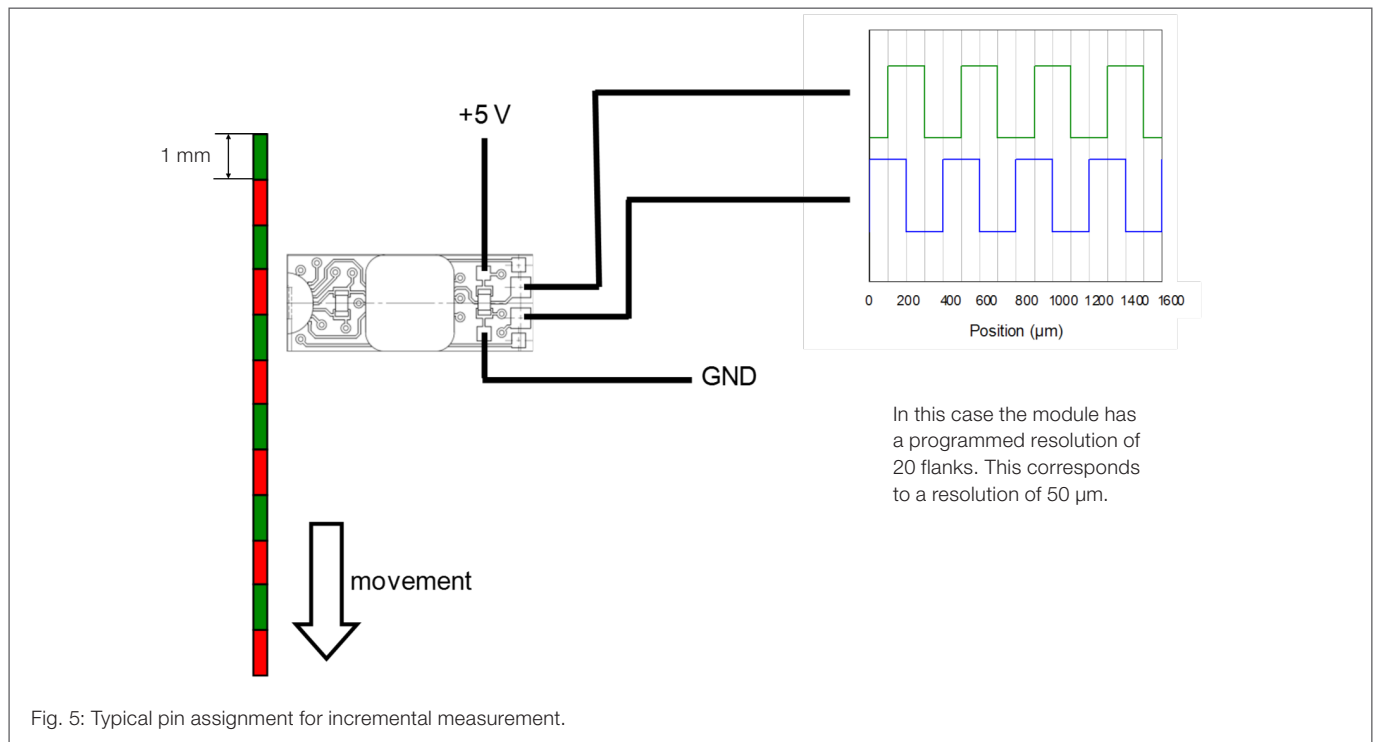 +5 V
1 mm
GND
movement
0 200 400 600 800 1000 1200 1400 1600
Position (µm)
In this case the module has
a programmed resolution of
20 flanks. This corresponds
to a resolution of 50 µm.
Fig. 5: Typical pin assignment for incremental measurement.